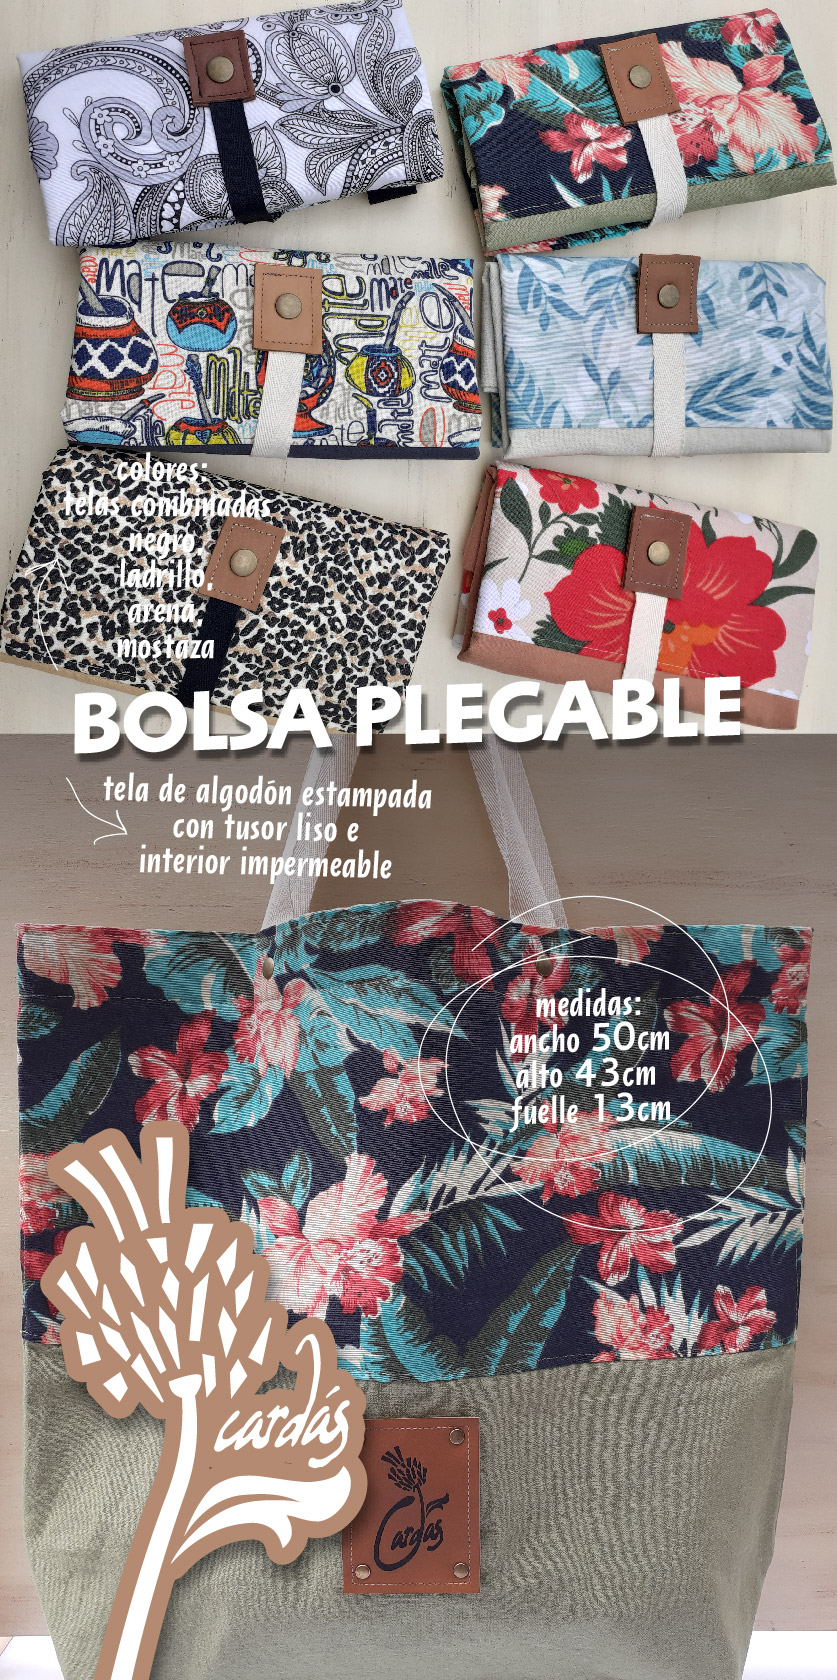 mate
colores:
telas combinadas
negro,
ladrillo,
arena,
mostaza
BOLSA PLEGABLE
tela de algodón estampada
con tusor liso e
interior impermeable
medidas:
ancho 50cm
alto 43cm
fuelle 13cm
cardás
Cardás